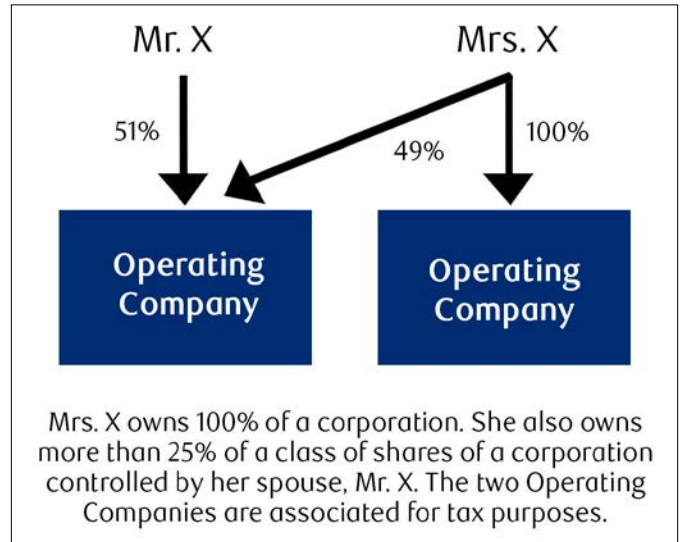 Mr. X
Mrs. X
51%
49%
100%
Operating
Company
Operating
Company
Mrs. X owns 100% of a corporation. She also owns
more than 25% of a class of shares of a corporation
controlled by her spouse, Mr. X. The two Operating
Companies are associated for tax purposes.